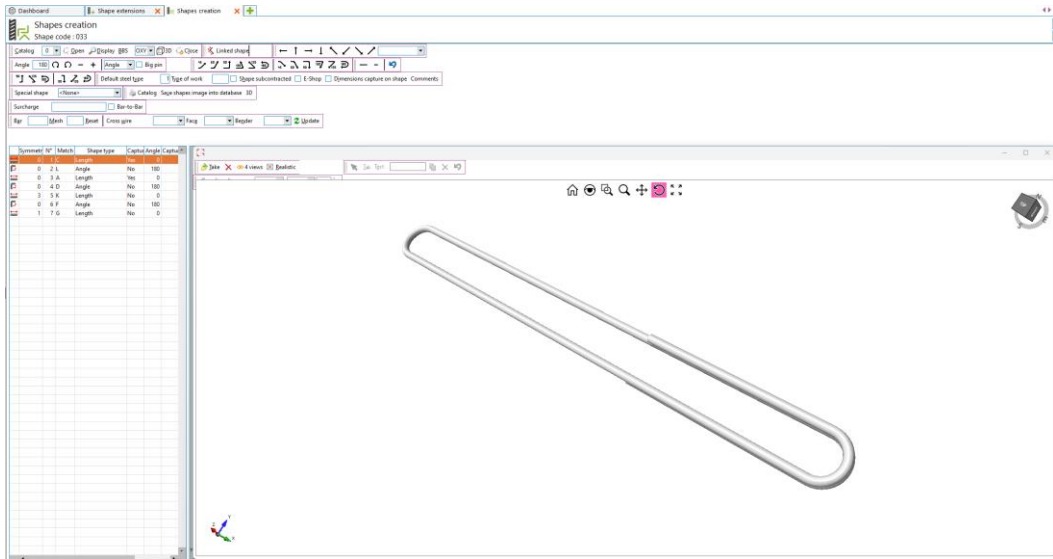 Dashboard Shape extensions Shapes creation
Shapes creation
Shape code : 033
Catalog 0 Open Display BBS OXY 3D Close Linked shape
Angle 180 Angle Big pin
Default steel type Type of work Shape subcontracted E-Shop Dimensions capture on shape Comments
Special shape <None> Catalog Save shapes image into database 3D
Surcharge Bar-to-Bar
Bar Mesh Reset Cross wire Face Bender Update
Symmetr N° Match Shape type Captu Angle Captu
0 1 C Length Yes 0
0 2 L Angle No 180
0 3 A Length Yes 0
0 4 D Angle No 180
3 5 K Length No 0
0 6 F Angle No 180
1 7 G Length No 0
Take 4 views Realistic